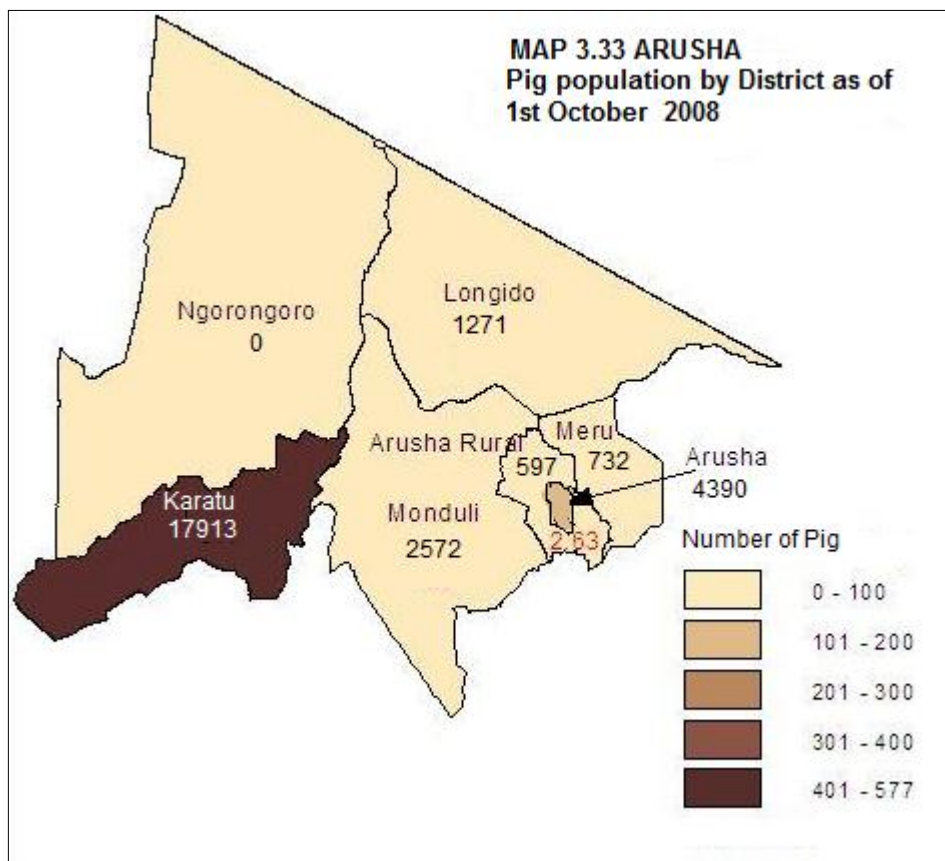 MAP 3.33 ARUSHA
Pig population by District as of
1st October 2008
Ngorongoro
0
Longido
1271
Arusha Rural
597
Meru
732
Arusha
4390
Karatu
17913
Monduli
2572
2.63
Number of Pig
0 - 100
101 - 200
201 - 300
301 - 400
401 - 577